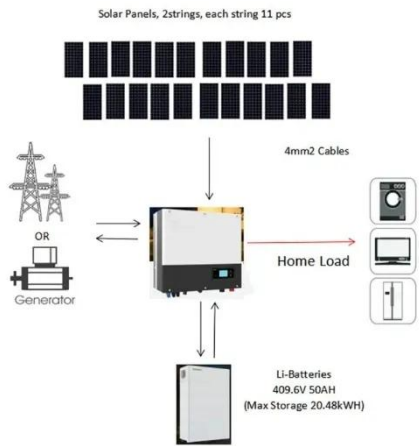 Solar Panels, 2strings, each string 11 pcs
4mm2 Cables
OR
Generator
Home Load
Li-Batteries
409.6V 50AH
(Max Storage 20.48kWH)